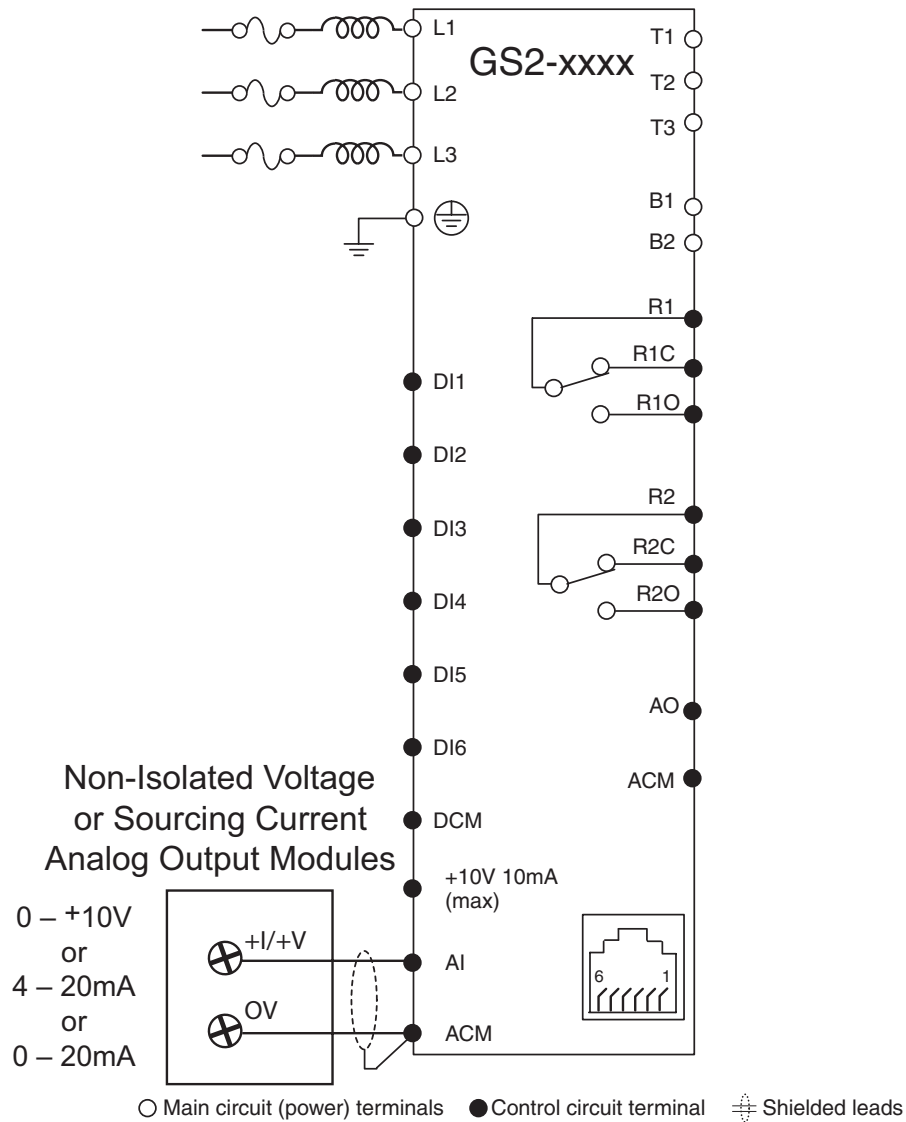 L1
GS2-xxxx
T1
L2
T2
T3
L3
B1
B2
R1
R1C
R1O
DI1
DI2
R2
DI3
R2C
R2O
DI4
DI5
AO
DI6
ACM
Non-Isolated Voltage
or Sourcing Current
Analog Output Modules
DCM
+10V 10mA
(max)
0 – +10V
or
4 – 20mA
or
0 – 20mA
+I/+V
OV
AI
ACM
6 1
Main circuit (power) terminals Control circuit terminal Shielded leads